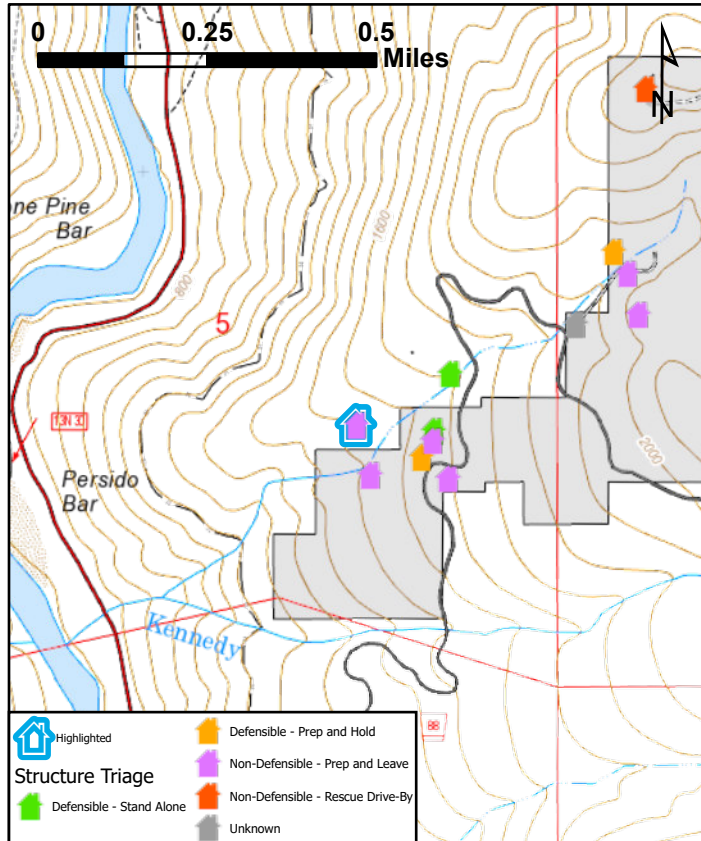 0 0.25 0.5
Miles
N
one Pine
Bar
1600
800
5
13N 30
Persido
Bar
2000
Kennedy
88
Highlighted
Structure Triage
Defensible - Stand Alone
Defensible - Prep and Hold
Non-Defensible - Prep and Leave
Non-Defensible - Rescue Drive-By
Unknown